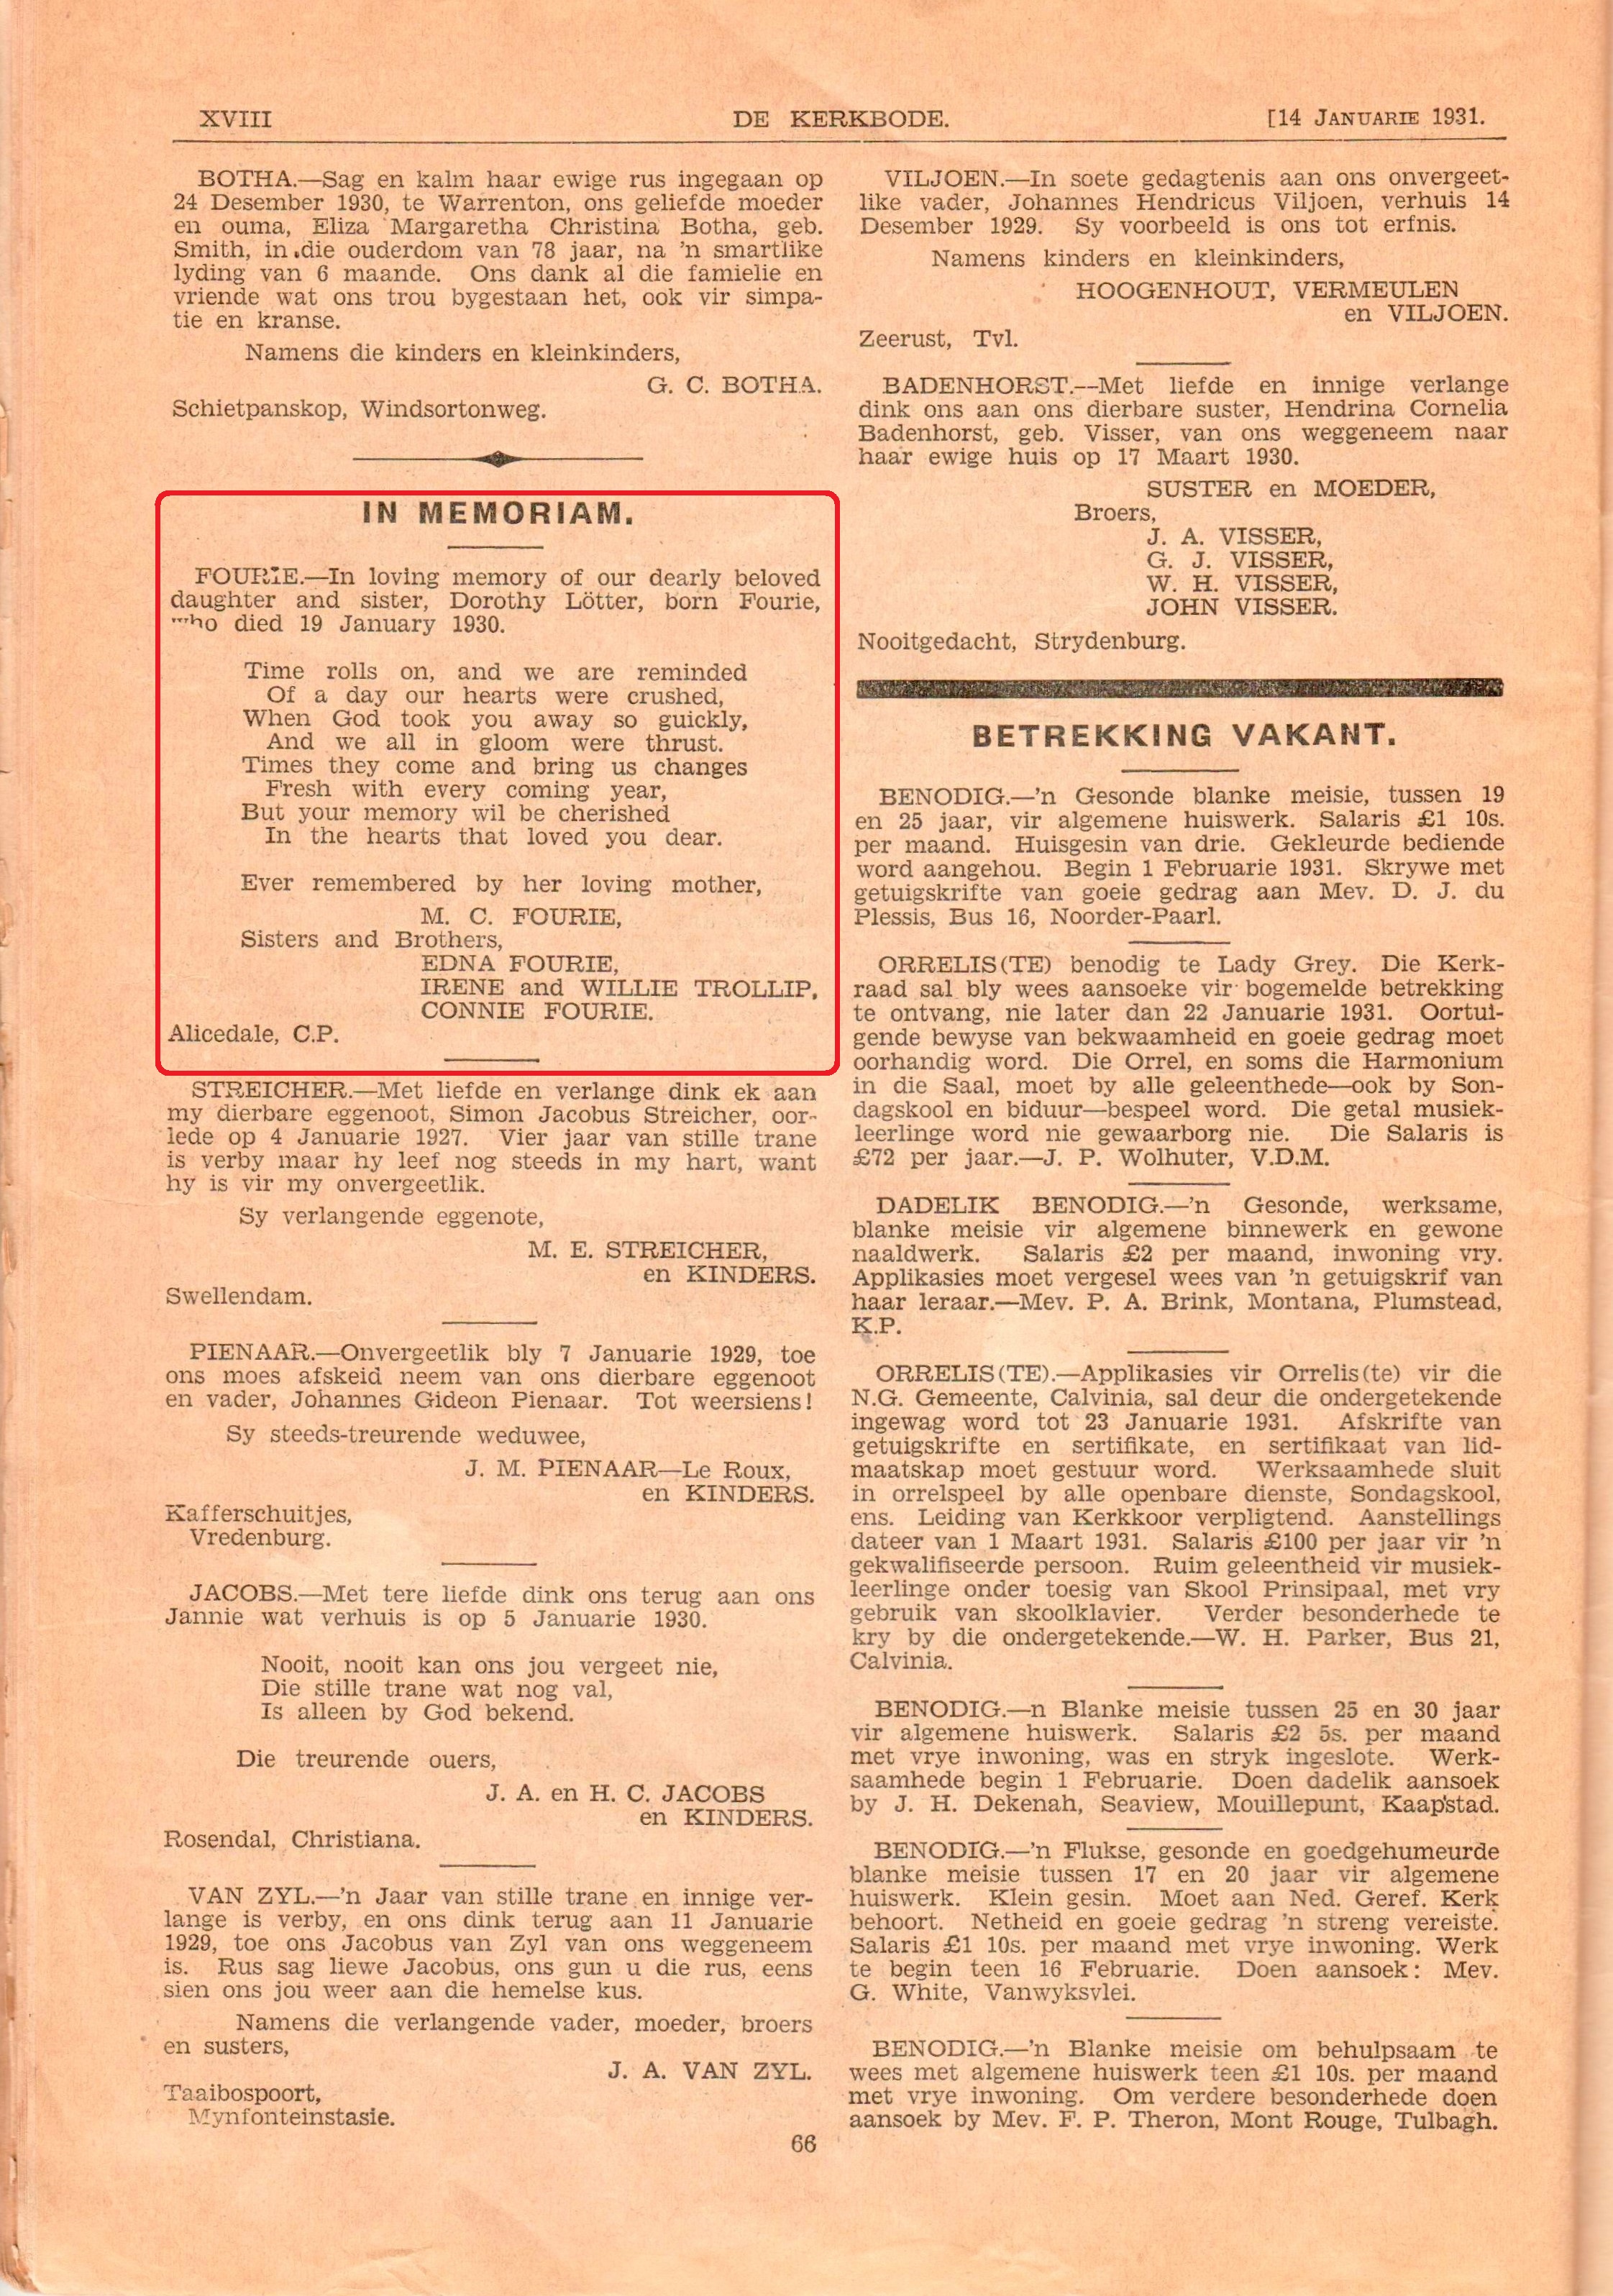 XVIII
DE KERKBODE.
[14 JANUARIE 1931.
BOTHA.—Sag en kalm haar ewige rus ingegaan op
24 Desember 1930, te Warrenton, ons geliefde moeder
en ouma, Eliza Margaretha Christina Botha, geb.
Smith, in die ouderdom van 78 jaar, na 'n smartlike
lyding van 6 maande. Ons dank al die famielie en
vriende wat ons trou bygestaan het, ook vir simpa-
tie en kranse.
Namens die kinders en kleinkinders,
G. C. BOTHA.
Schietpanskop, Windsortonweg.
IN MEMORIAM.
FOURIE.—In loving memory of our dearly beloved
daughter and sister, Dorothy Lötter, born Fourie,
who died 19 January 1930.
Time rolls on, and we are reminded
Of a day our hearts were crushed,
When God took you away so guickly,
And we all in gloom were thrust.
Times they come and bring us changes
Fresh with every coming year,
But your memory wil be cherished
In the hearts that loved you dear.
Ever remembered by her loving mother,
M. C. FOURIE,
Sisters and Brothers,
EDNA FOURIE,
IRENE and WILLIE TROLLIP,
CONNIE FOURIE.
Alicedale, C.P.
STREICHER.—Met liefde en verlange dink ek aan
my dierbare eggenoot, Simon Jacobus Streicher, oor-
lede op 4 Januarie 1927. Vier jaar van stille trane
is verby maar hy leef nog steeds in my hart, want
hy is vir my onvergeetlik.
Sy verlangende eggenote,
M. E. STREICHER,
en KINDERS.
Swellendam.
PIENAAR.—Onvergeetlik bly 7 Januarie 1929, toe
ons moes afskeid neem van ons dierbare eggenoot
en vader, Johannes Gideon Pienaar. Tot weersiens!
Sy steeds-treurende weduwee,
J. M. PIENAAR—Le Roux,
en KINDERS.
Kafferschuitjes,
Vredenburg.
JACOBS.—Met tere liefde dink ons terug aan ons
Jannie wat verhuis is op 5 Januarie 1930.
Nooit, nooit kan ons jou vergeet nie,
Die stille trane wat nog val,
Is alleen by God bekend.
Die treurende ouers,
J. A. en H. C. JACOBS
en KINDERS.
Rosendal, Christiana.
VAN ZYL.—'n Jaar van stille trane en innige ver-
lange is verby, en ons dink terug aan 11 Januarie
1929, toe ons Jacobus van Zyl van ons weggeneem
is. Rus sag liewe Jacobus, ons gun u die rus, eens
sien ons jou weer aan die hemelse kus.
Namens die verlangende vader, moeder, broers
en susters,
J. A. VAN ZYL.
Taaibospoort,
Mynfonteinstasie.
VILJOEN.—In soete gedagtenis aan ons onvergeet-
like vader, Johannes Hendricus Viljoen, verhuis 14
Desember 1929. Sy voorbeeld is ons tot erfnis.
Namens kinders en kleinkinders,
HOOGENHOUT, VERMEULEN
en VILJOEN.
Zeerust, Tvl.
BADENHORST.—Met liefde en innige verlange
dink ons aan ons dierbare suster, Hendrina Cornelia
Badenhorst, geb. Visser, van ons weggeneem naar
haar ewige huis op 17 Maart 1930.
SUSTER en MOEDER,
Broers,
J. A. VISSER,
G. J. VISSER,
W. H. VISSER,
JOHN VISSER.
Nooitgedacht, Strydenburg.
BETREKKING VAKANT.
BENODIG.—'n Gesonde blanke meisie, tussen 19
en 25 jaar, vir algemene huiswerk. Salaris £1 10s.
per maand. Huisgesin van drie. Gekleurde bediende
word aangehou. Begin 1 Februarie 1931. Skrywe met
getuigskrifte van goeie gedrag aan Mev. D. J. du
Plessis, Bus 16, Noorder-Paarl.
ORRELIS(TE) benodig te Lady Grey. Die Kerk-
raad sal bly wees aansoeke vir bogemelde betrekking
te ontvang, nie later dan 22 Januarie 1931. Oortui-
gende bewyse van bekwaamheid en goeie gedrag moet
oorhandig word. Die Orrel, en soms die Harmonium
in die Saal, moet by alle geleenthede—ook by Son-
dagskool en biduur—bespeel word. Die getal musiek-
leerlinge word nie gewaarborg nie. Die Salaris is
£72 per jaar.—J. P. Wolhuter, V.D.M.
DADELIK BENODIG.—'n Gesonde, werksame,
blanke meisie vir algemene binnewerk en gewone
naaldwerk. Salaris £2 per maand, inwoning vry.
Applikasies moet vergesel wees van 'n getuigskrif van
haar leraar.—Mev. P. A. Brink, Montana, Plumstead,
K.P.
ORRELIS(TE).—Applikasies vir Orrelis(te) vir die
N.G. Gemeente, Calvinia, sal deur die ondergetekende
ingewag word tot 23 Januarie 1931. Afskrifte van
getuigskrifte en sertifikate, en sertifikaat van lid-
maatskap moet gestuur word. Werksaamhede sluit
in orrelspeel by alle openbare dienste, Sondagskool,
ens. Leiding van Kerkkoor verpligtend. Aanstellings
dateer van 1 Maart 1931. Salaris £100 per jaar vir 'n
gekwalifiseerde persoon. Ruim geleentheid vir musiek-
leerlinge onder toesig van Skool Prinsipaal, met vry
gebruik van skoolklavier. Verder besonderhede te
kry by die ondergetekende.—W. H. Parker, Bus 21,
Calvinia.
BENODIG.—n Blanke meisie tussen 25 en 30 jaar
vir algemene huiswerk. Salaris £2 5s. per maand
met vrye inwoning, was en stryk ingeslote. Werk-
saamhede begin 1 Februarie. Doen dadelik aansoek
by J. H. Dekenah, Seaview, Mouillepunt, Kaapstad.
BENODIG.—'n Flukse, gesonde en goedgehumeurde
blanke meisie tussen 17 en 20 jaar vir algemene
huiswerk. Klein gesin. Moet aan Ned. Geref. Kerk
behoort. Netheid en goeie gedrag 'n streng vereiste.
Salaris £1 10s. per maand met vrye inwoning. Werk
te begin teen 16 Februarie. Doen aansoek: Mev.
G. White, Vanwyksvlei.
BENODIG.—'n Blanke meisie om behulpsaam te
wees met algemene huiswerk teen £1 10s. per maand
met vrye inwoning. Om verdere besonderhede doen
aansoek by Mev. F. P. Theron, Mont Rouge, Tulbagh.
66